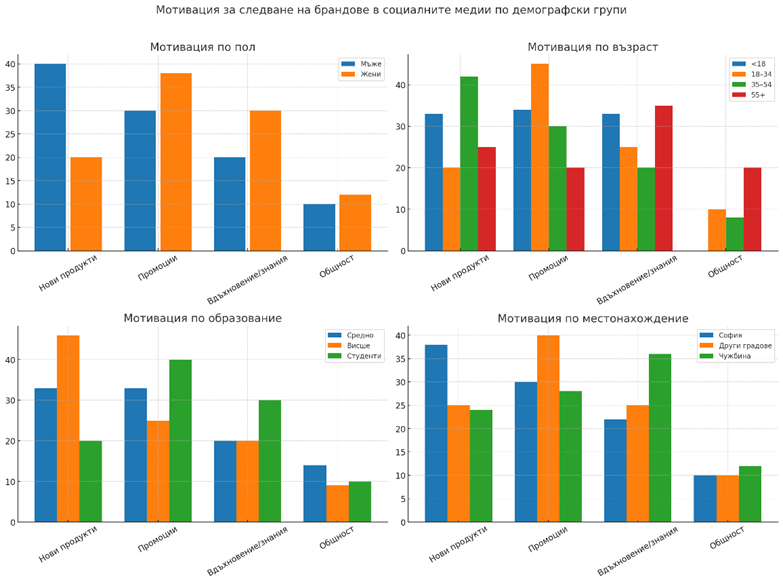 Мотивация за следване на брандове в социалните медии по демографски групи
Мотивация по пол
Мъже
Жени
40
35
30
25
20
15
10
5
0
Нови продукти
Промоции
Вдъхновение/знания
Общност
Мотивация по възраст
<18
18–34
35–54
55+
40
30
20
10
0
Нови продукти
Промоции
Вдъхновение/знания
Общност
Мотивация по образование
Средно
Висше
Студенти
40
30
20
10
0
Нови продукти
Промоции
Вдъхновение/знания
Общност
Мотивация по местонахождение
София
Други градове
Чужбина
40
35
30
25
20
15
10
5
0
Нови продукти
Промоции
Вдъхновение/знания
Общност